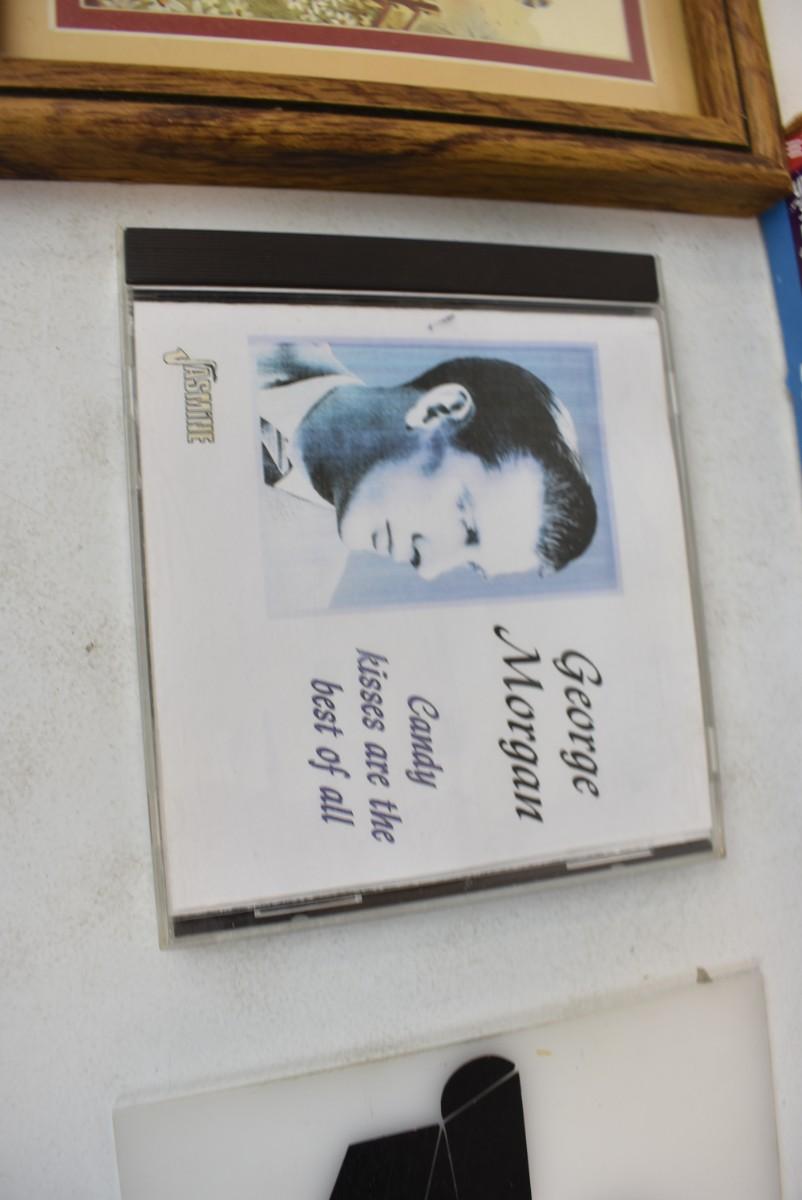 George
Morgan
Candy
kisses are the
best of all
JASMINE